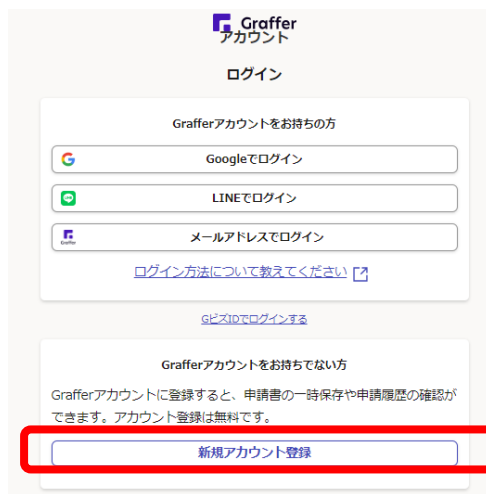 Graffer
アカウント
ログイン
Grafferアカウントをお持ちの方
Googleでログイン
LINEでログイン
Graffer メールアドレスでログイン
ログイン方法について教えてください
GビズIDでログインする
Grafferアカウントをお持ちでない方
Grafferアカウントに登録すると、申請書の一時保存や申請履歴の確認が
できます。アカウント登録は無料です。
新規アカウント登録